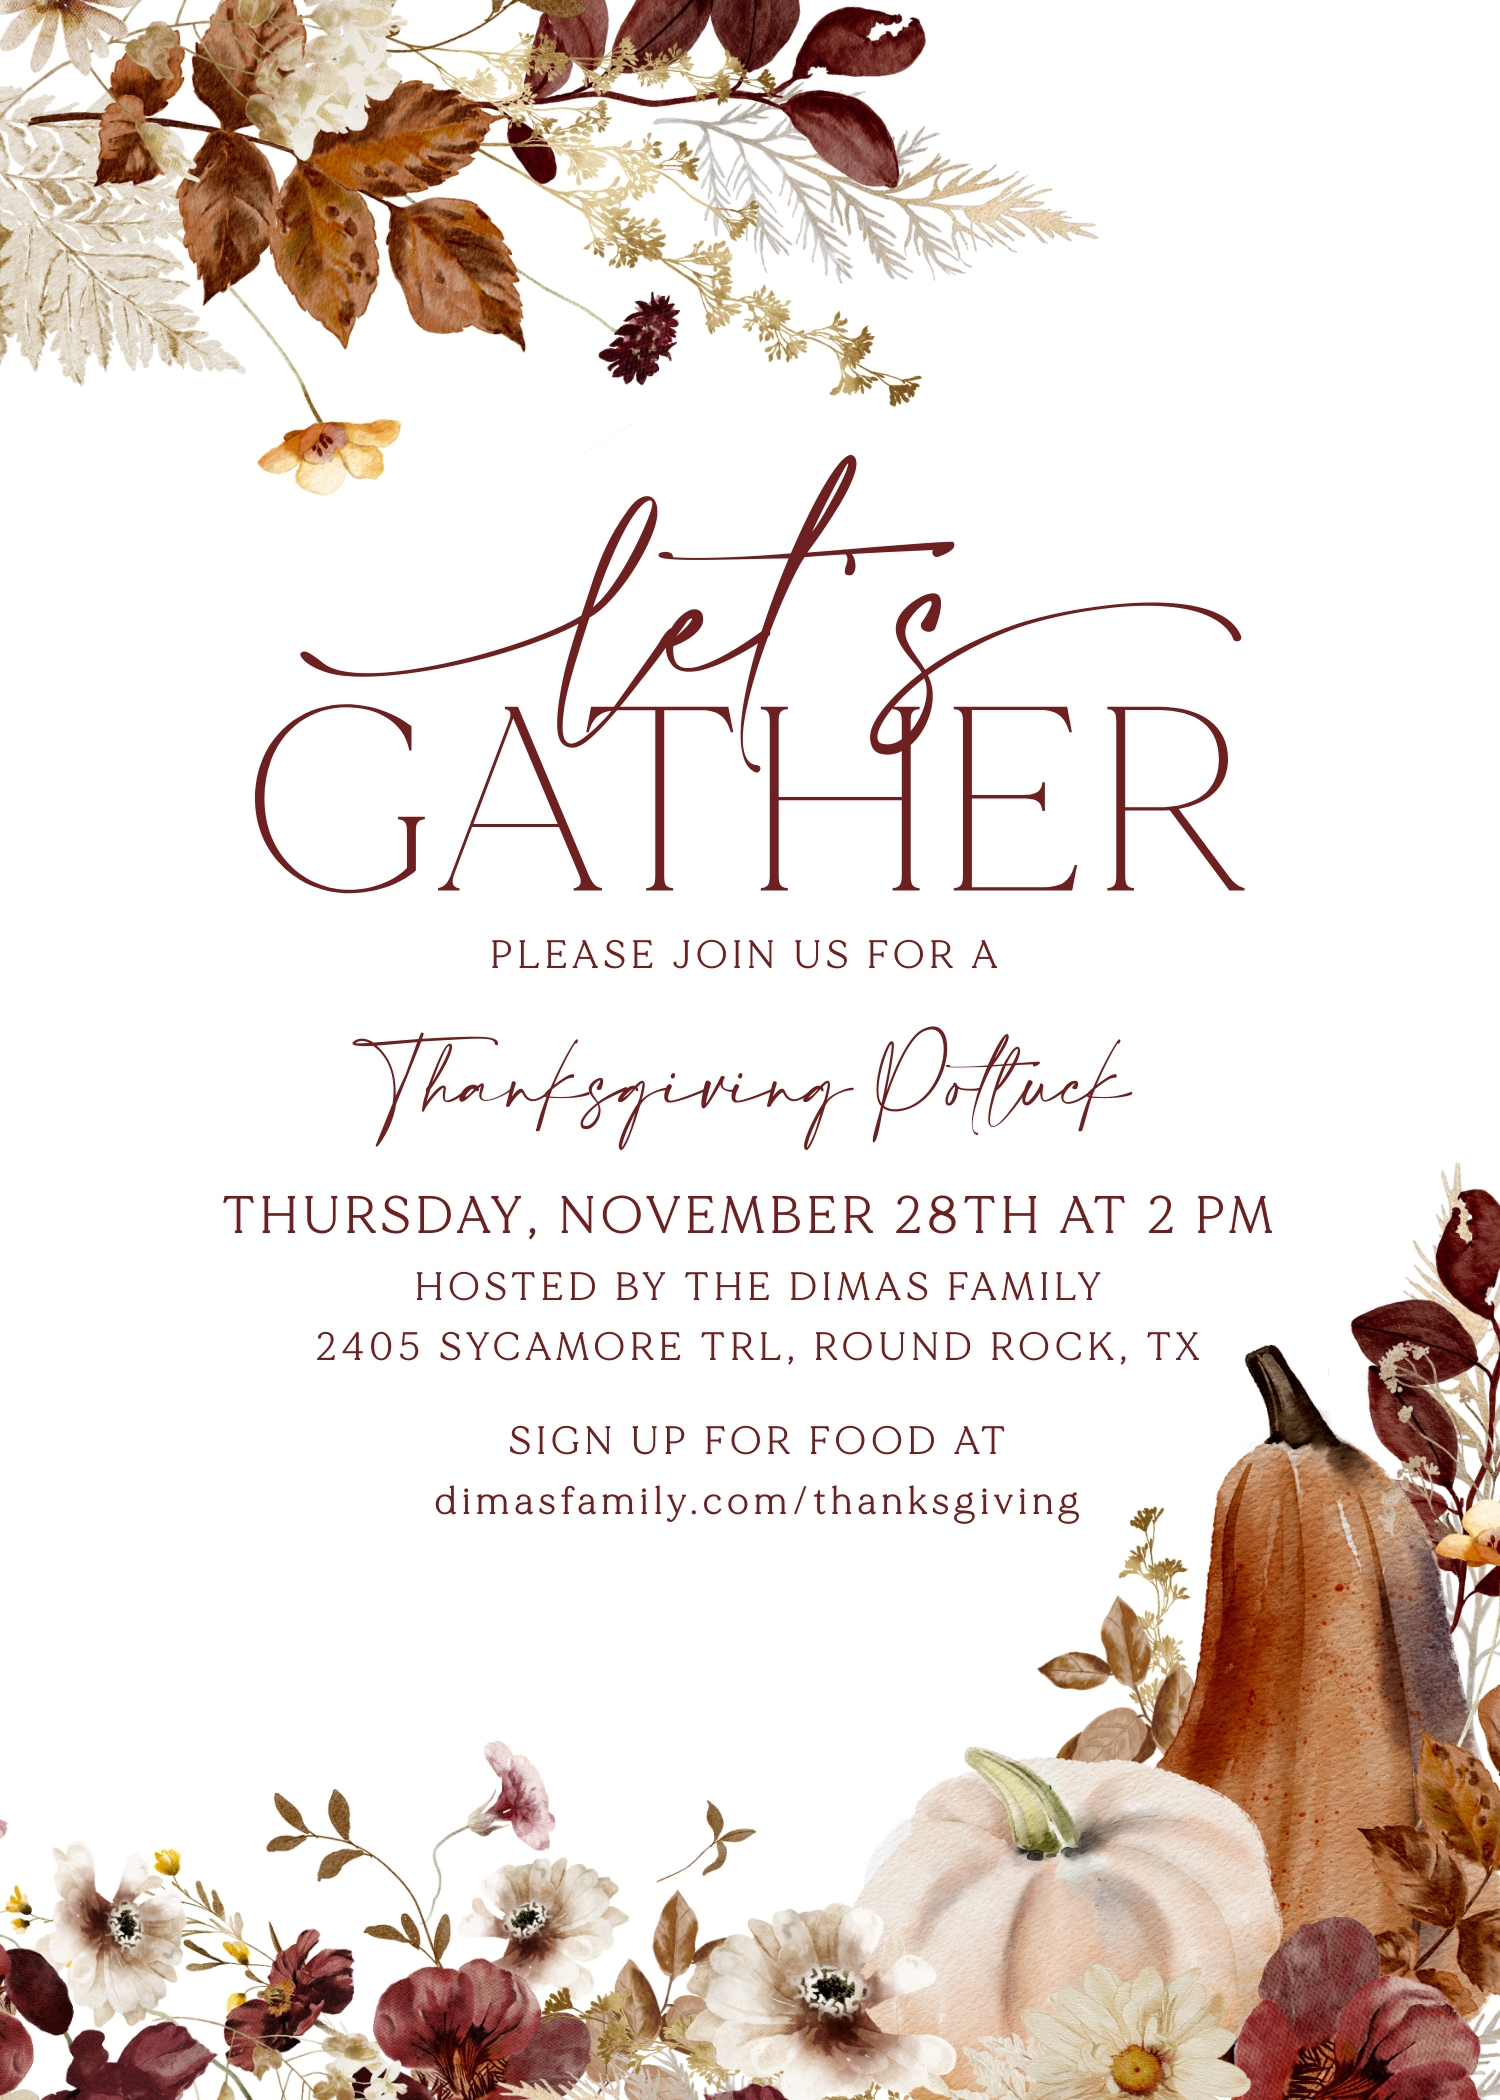 let's
GATHER
PLEASE JOIN US FOR A
Thanksgiving Potluck
THURSDAY, NOVEMBER 28TH AT 2 PM
HOSTED BY THE DIMAS FAMILY
2405 SYCAMORE TRL, ROUND ROCK, TX
SIGN UP FOR FOOD AT
dimasfamily.com/thanksgiving